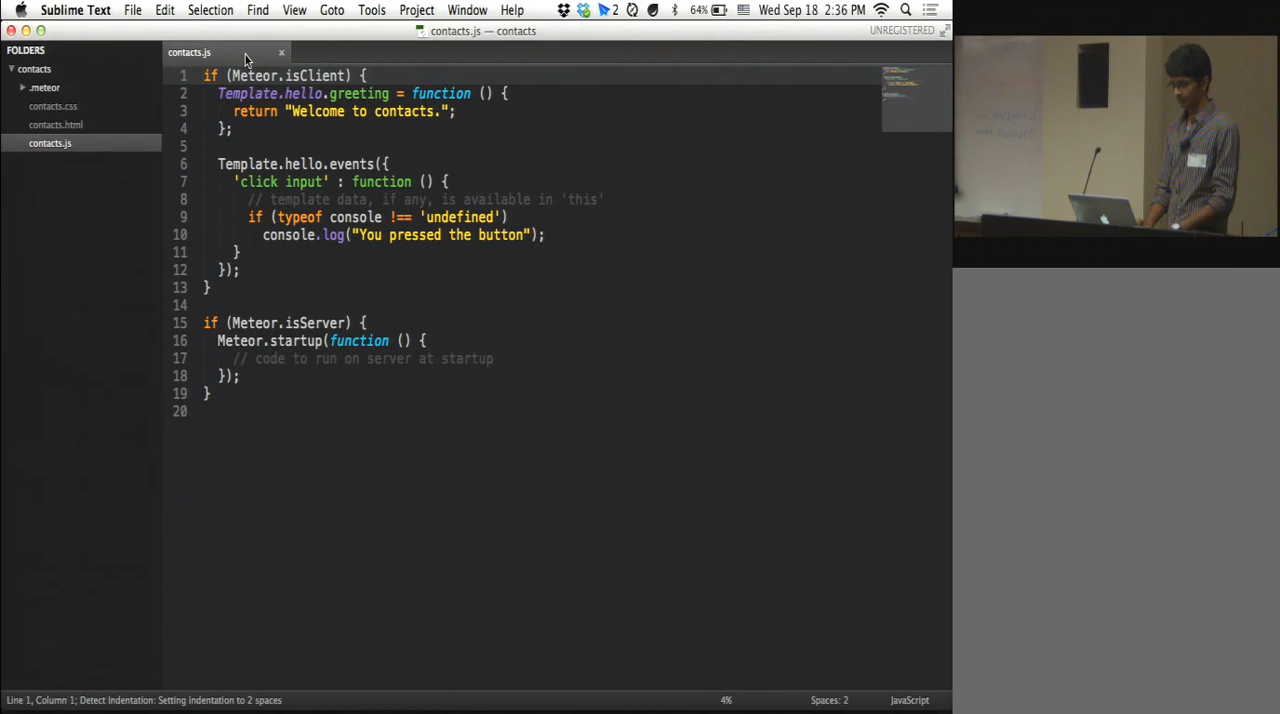 Sublime Text File Edit Selection Find View Goto Tools Project Window Help 2 64% Wed Sep 18 2:36 PM
contacts.js — contacts UNREGISTERED
FOLDERS
contacts
.meteor
contacts.css
contacts.html
contacts.js
contacts.js ×
1 if (Meteor.isClient) {
2 Template.hello.greeting = function () {
3 return "Welcome to contacts.";
4 };
5
6 Template.hello.events({
7 'click input' : function () {
8 // template data, if any, is available in 'this'
9 if (typeof console !== 'undefined')
10 console.log("You pressed the button");
11 }
12 });
13 }
14
15 if (Meteor.isServer) {
16 Meteor.startup(function () {
17 // code to run on server at startup
18 });
19 }
20
Line 1, Column 1; Detect Indentation: Setting indentation to 2 spaces 4% Spaces: 2 JavaScript